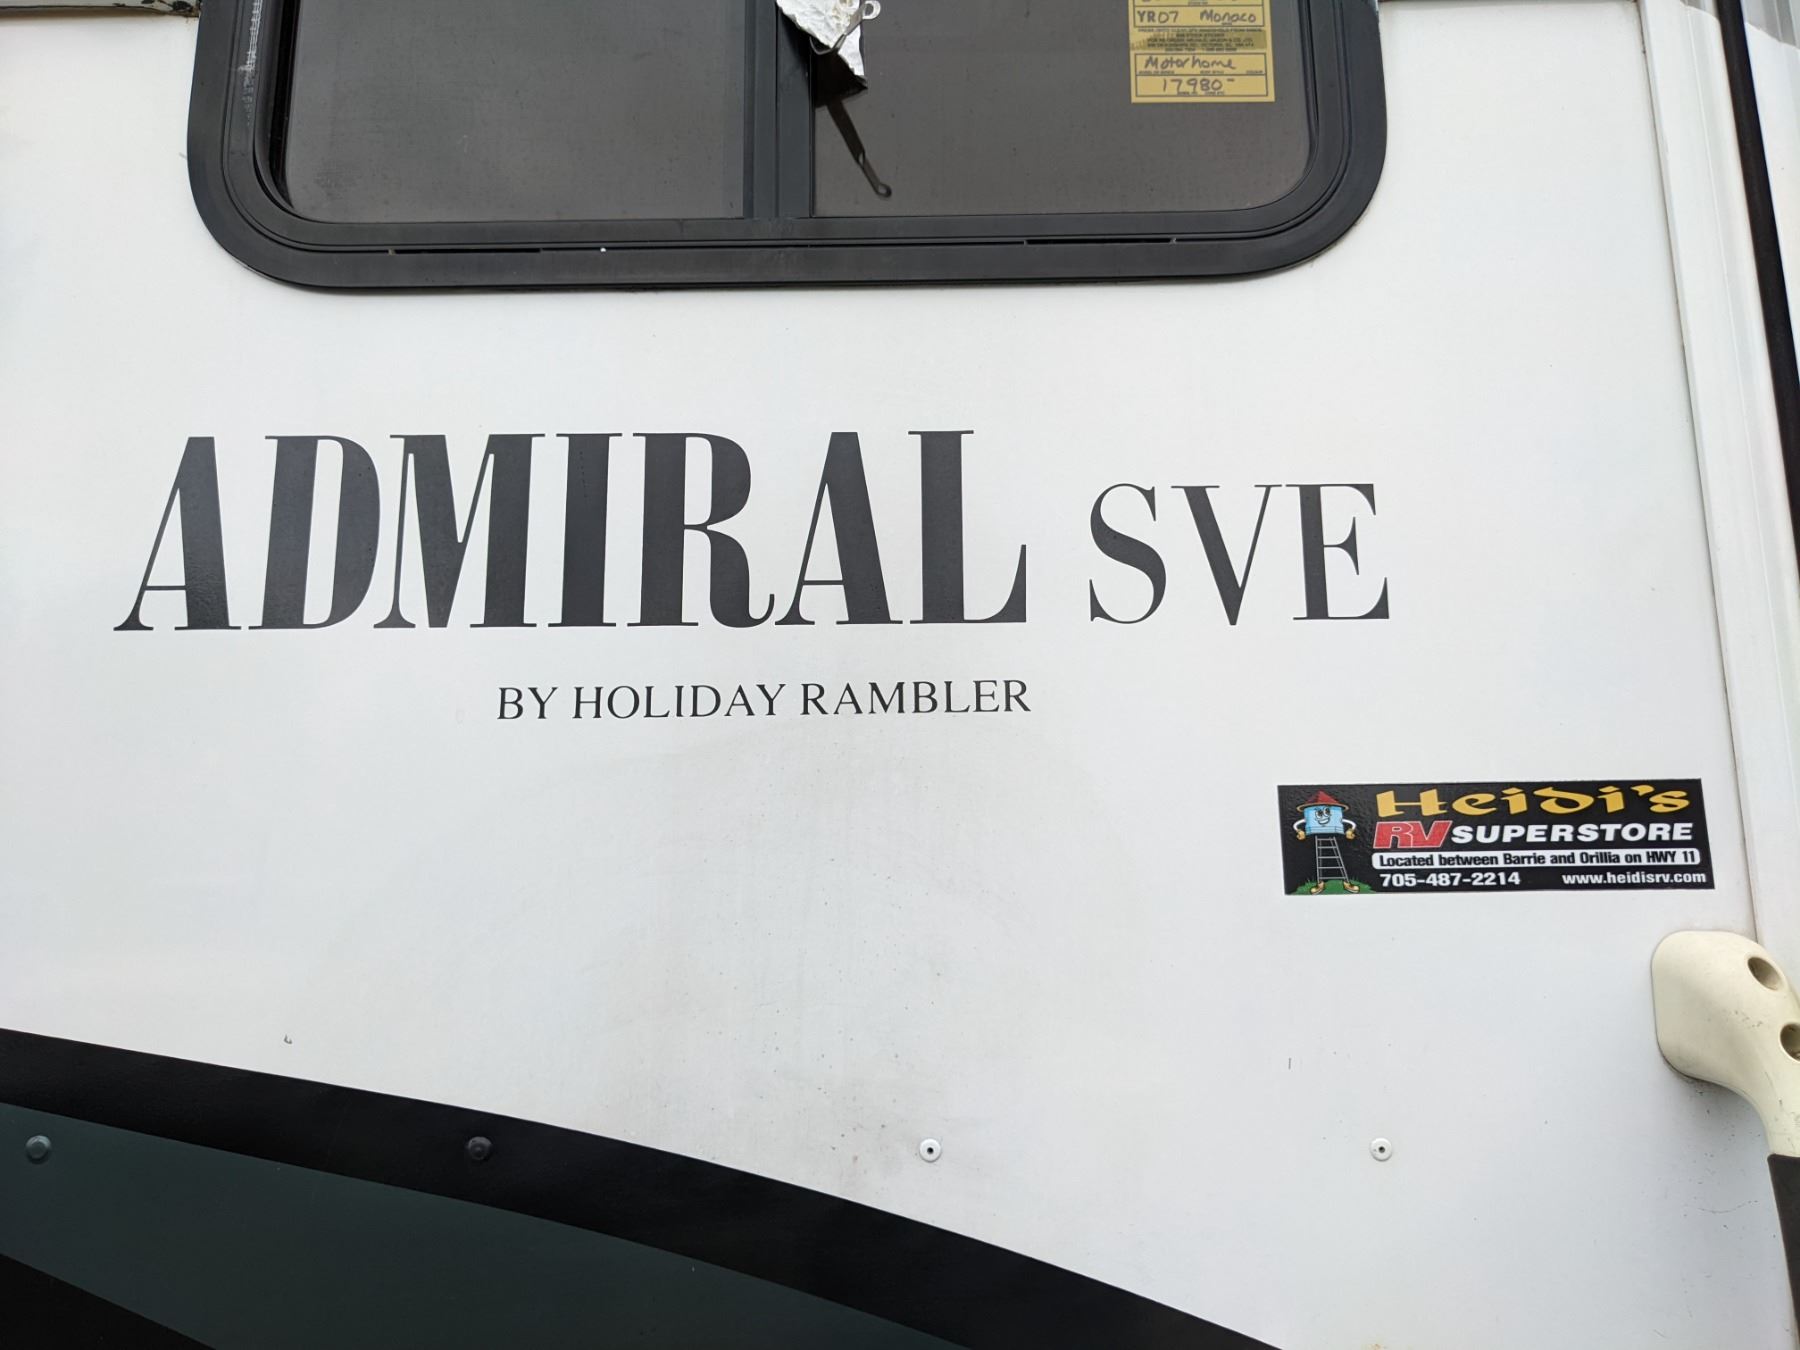 YR07 Monaco
Motorhome
17980-
ADMIRAL SVE
BY HOLIDAY RAMBLER
Heidi's
RV SUPERSTORE
Located between Barrie and Orillia on HWY 11
705-487-2214 www.heidisrv.com